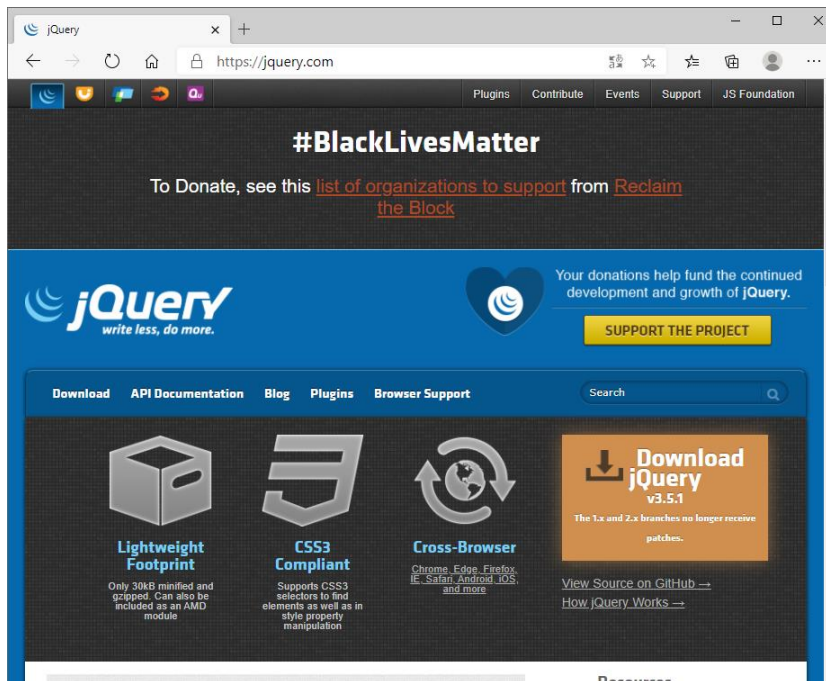 jQuery
https://jquery.com
Plugins Contribute Events Support JS Foundation
#BlackLivesMatter
To Donate, see this list of organizations to support from Reclaim
the Block
jQuery
write less, do more.
Your donations help fund the continued
development and growth of jQuery.
SUPPORT THE PROJECT
Download API Documentation Blog Plugins Browser Support
Search
Lightweight
Footprint
Only 30kB minified and
gzipped. Can also be
included as an AMD
module
CSS3
Compliant
Supports CSS3
selectors to find
elements as well as in
style property
manipulation
Cross-Browser
Chrome, Edge, Firefox,
IE, Safari, Android, iOS,
and more
Download
jQuery
v3.5.1
The 1.x and 2.x branches no longer receive
patches.
View Source on GitHub →
How jQuery Works →